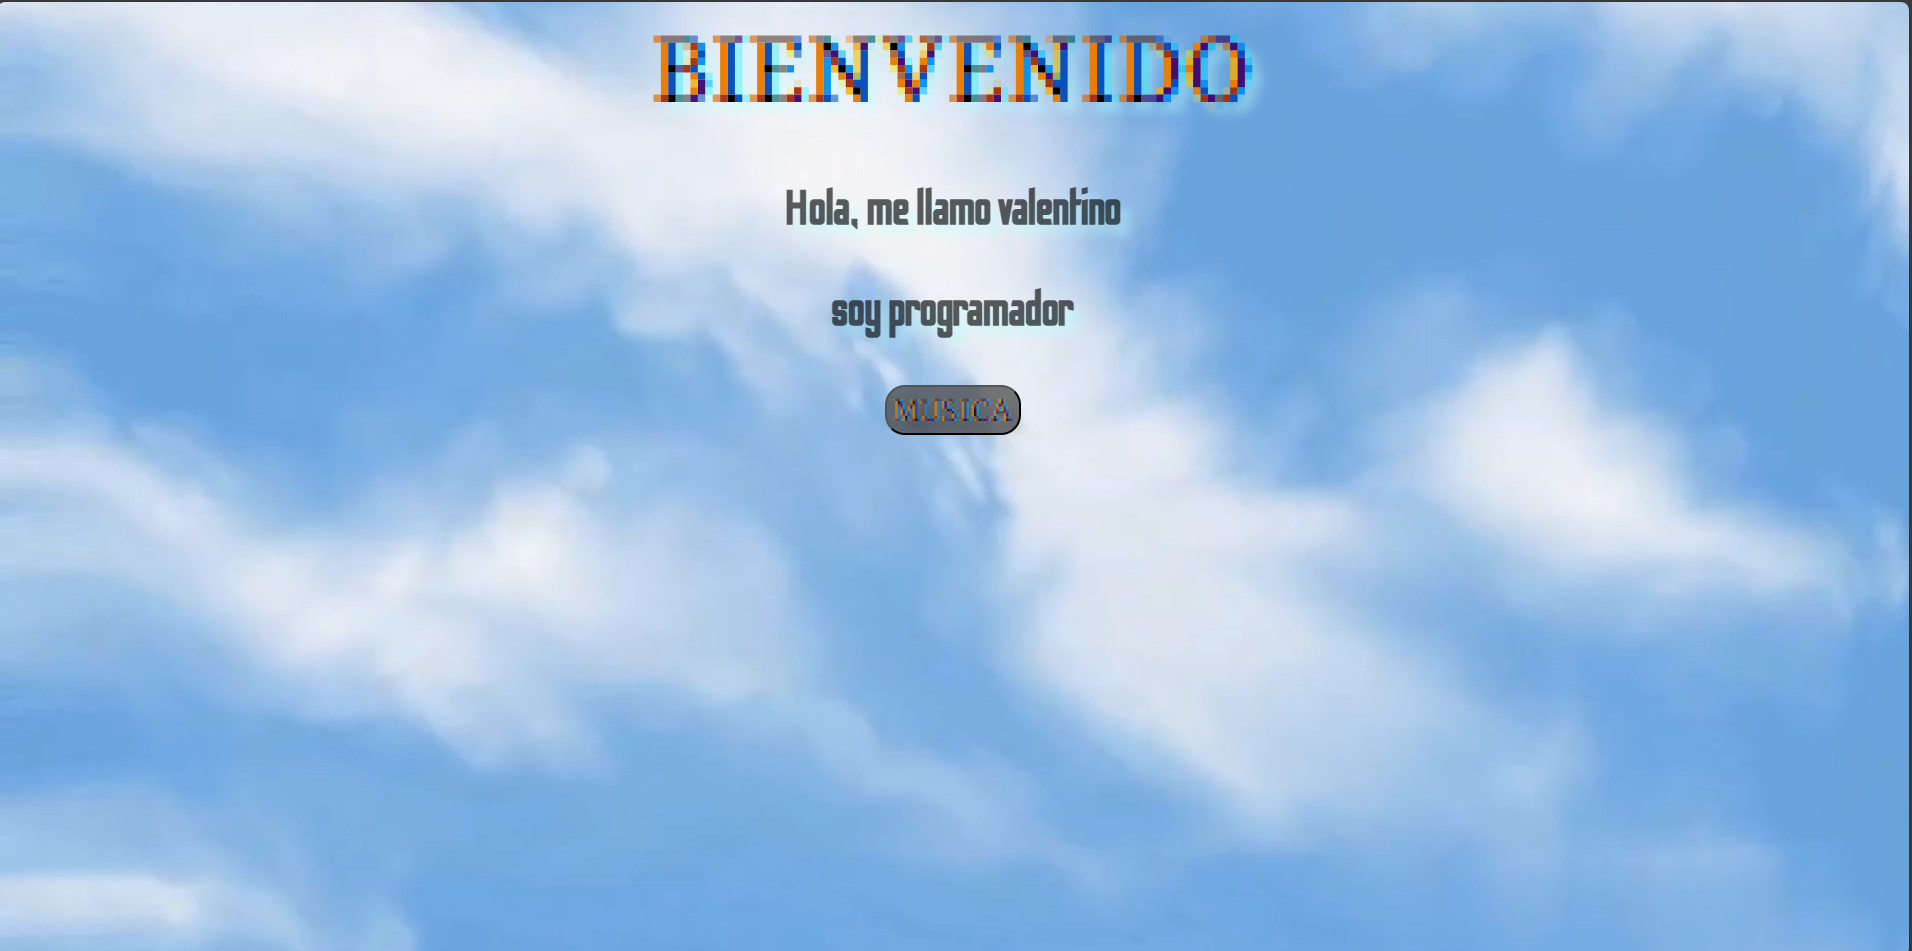 BIENVENIDO
Hola, me llamo valentino
soy programador
MUSICA